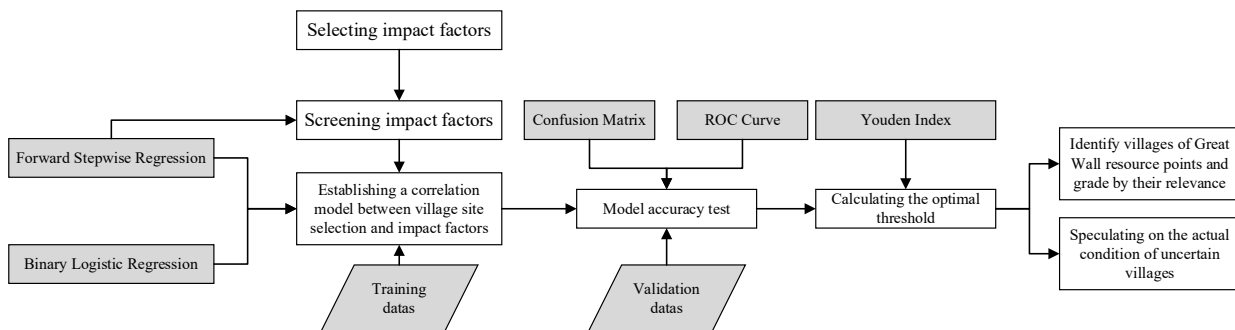 Selecting impact factors
Screening impact factors
Confusion Matrix
ROC Curve
Youden Index
Forward Stepwise Regression
Binary Logistic Regression
Establishing a correlation
model between village site
selection and impact factors
Model accuracy test
Calculating the optimal
threshold
Identify villages of Great
Wall resource points and
grade by their relevance
Speculating on the actual
condition of uncertain
villages
Training
datas
Validation
datas